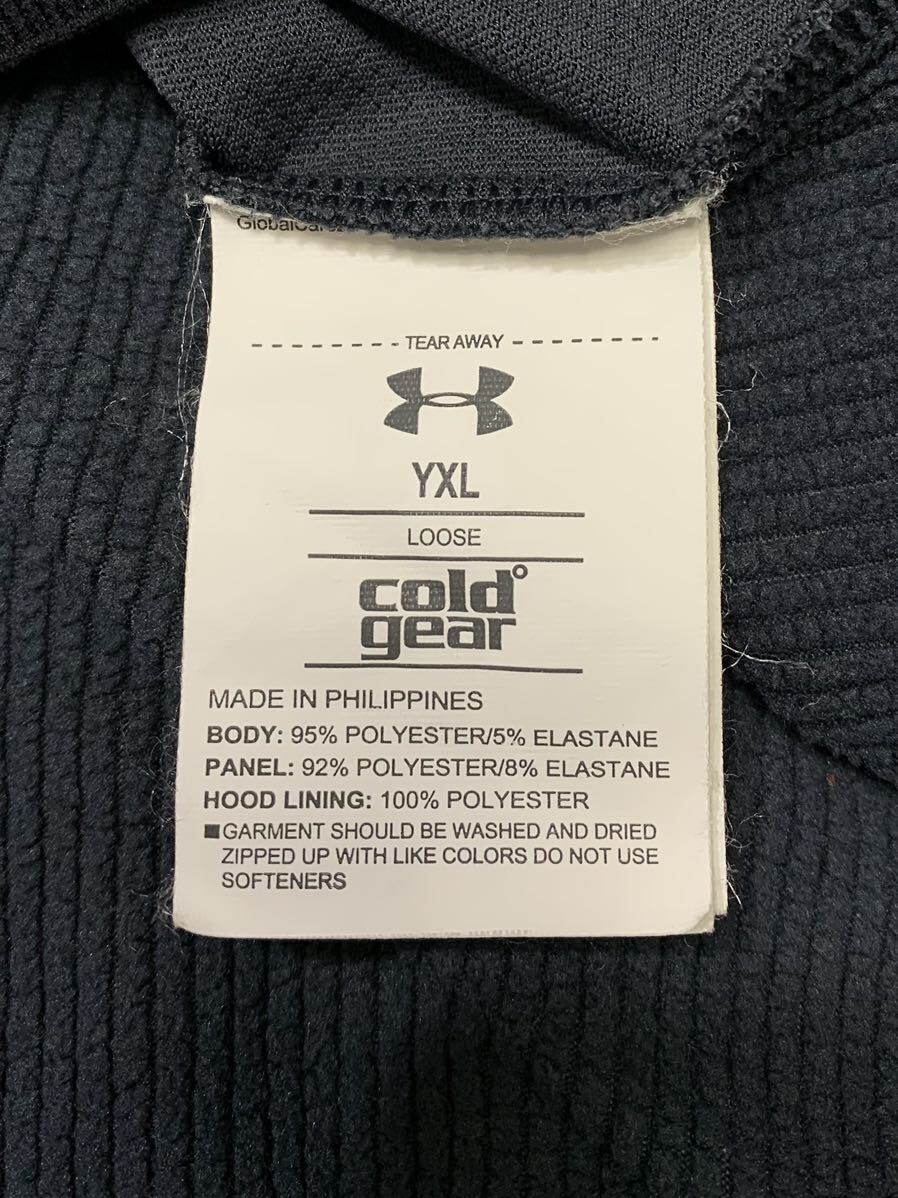 TEAR AWAY
YXL
LOOSE
cold°
gear
MADE IN PHILIPPINES
BODY: 95% POLYESTER/5% ELASTANE
PANEL: 92% POLYESTER/8% ELASTANE
HOOD LINING: 100% POLYESTER
■GARMENT SHOULD BE WASHED AND DRIED
ZIPPED UP WITH LIKE COLORS DO NOT USE
SOFTENERS